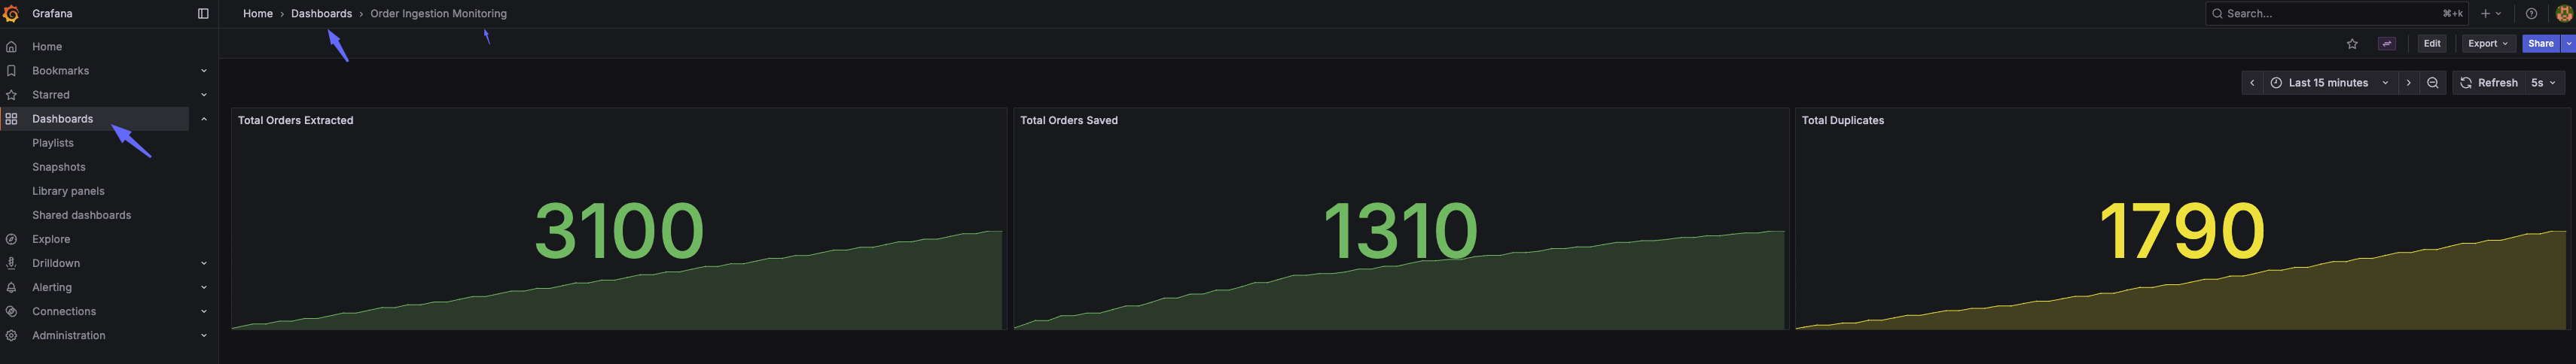 Grafana
Home › Dashboards › Order Ingestion Monitoring
Search...
⌘+k
Home
Bookmarks
Starred
Dashboards
Playlists
Snapshots
Library panels
Shared dashboards
Explore
Drilldown
Alerting
Connections
Administration
Edit
Export
Share
Last 15 minutes
Refresh
5s
Total Orders Extracted
3100
Total Orders Saved
1310
Total Duplicates
1790